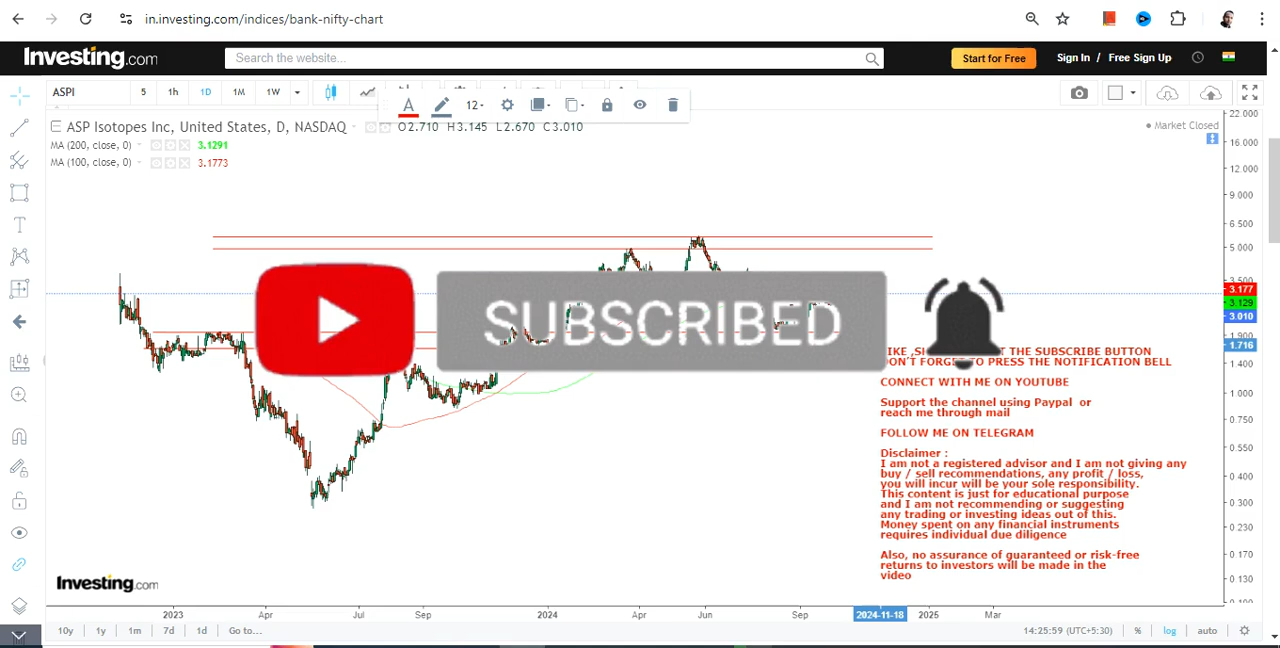 in.investing.com/indices/bank-nifty-chart
Investing.com
Search the website...
Start for Free
Sign In / Free Sign Up
ASPI 5 1h 1D 1M 1W
12
ASP Isotopes Inc, United States, D, NASDAQ O2.710 H3.145 L2.670 C3.010
Market Closed
MA (200, close, 0) 3.1291
MA (100, close, 0) 3.1773
22.000
16.000
12.000
9.000
6.500
5.000
3.177
3.129
3.010
1.716
1.400
1.000
0.750
0.550
0.400
0.300
0.230
0.170
0.130
SUBSCRIBED
T THE SUBSCRIBE BUTTON
DON'T FORGET TO PRESS THE NOTIFICATION BELL
CONNECT WITH ME ON YOUTUBE
Support the channel using Paypal or
reach me through mail
FOLLOW ME ON TELEGRAM
Disclaimer :
I am not a registered advisor and I am not giving any
buy / sell recommendations, any profit / loss,
you will incur will be your sole responsibility.
This content is just for educational purpose
and I am not recommending or suggesting
any trading or investing ideas out of this.
Money spent on any financial instruments
requires individual due diligence
Also, no assurance of guaranteed or risk-free
returns to investors will be made in the
video
Investing.com
2023 Apr Jul Sep 2024 Apr Jun Sep 2024-11-18 2025 Mar
10y 1y 1m 7d 1d Go to...
14:25:59 (UTC+5:30) % log auto